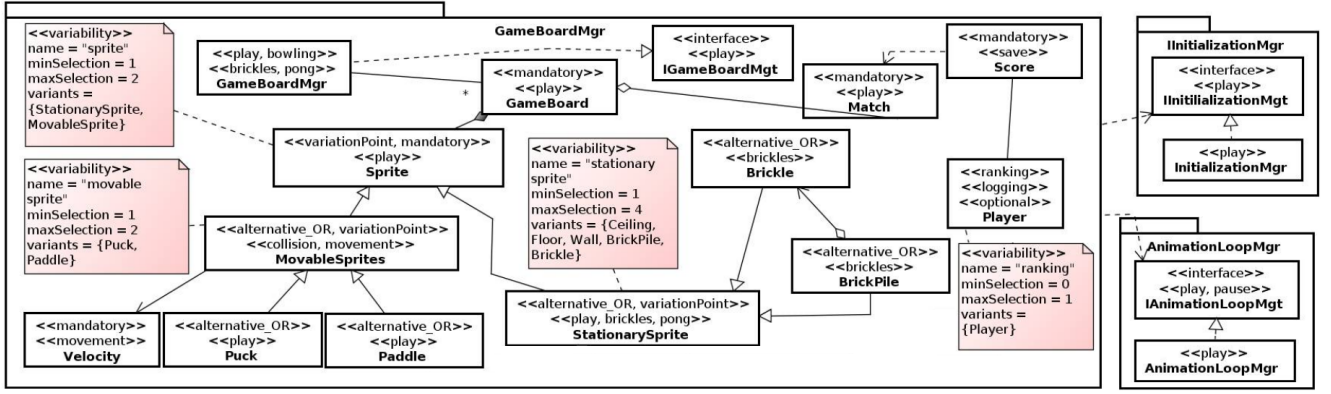 GameBoardMgr
<<variability>>
name = "sprite"
minSelection = 1
maxSelection = 2
variants =
{StationarySprite,
MovableSprite}
<<play, bowling>>
<<brickles, pong>>
GameBoardMgr
<<interface>>
<<play>>
IGameBoardMgt
<<mandatory>>
<<play>>
GameBoard
*
<<mandatory>>
<<play>>
Match
<<mandatory>>
<<save>>
Score
<<variationPoint, mandatory>>
<<play>>
Sprite
<<variability>>
name = "stationary
sprite"
minSelection = 1
maxSelection = 4
variants = {Ceiling,
Floor, Wall, BrickPile,
Brickle}
<<alternative_OR>>
<<brickles>>
Brickle
<<ranking>>
<<logging>>
<<optional>>
Player
<<variability>>
name = "movable
sprite"
minSelection = 1
maxSelection = 2
variants = {Puck,
Paddle}
<<alternative_OR, variationPoint>>
<<collision, movement>>
MovableSprites
<<alternative_OR>>
<<brickles>>
BrickPile
<<variability>>
name = "ranking"
minSelection = 0
maxSelection = 1
variants =
{Player}
<<mandatory>>
<<movement>>
Velocity
<<alternative_OR>>
<<play>>
Puck
<<alternative_OR>>
<<play>>
Paddle
<<alternative_OR, variationPoint>>
<<play, brickles, pong>>
StationarySprite
IInitializationMgr
<<interface>>
<<play>>
IInitilializationMgt
<<play>>
InitializationMgr
AnimationLoopMgr
<<interface>>
<<play, pause>>
IAnimationLoopMgt
<<play>>
AnimationLoopMgr